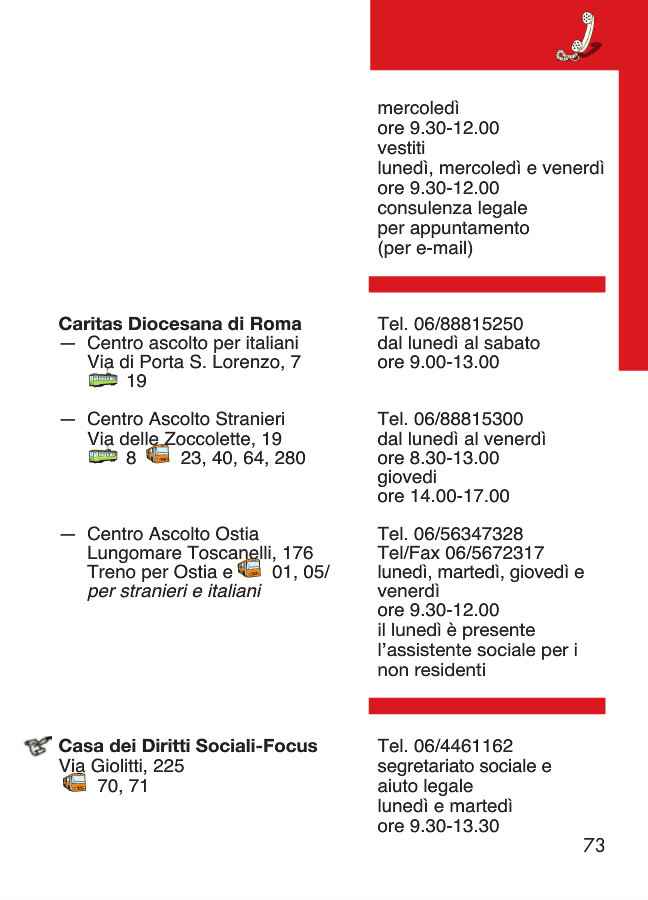 mercoledì
ore 9.30-12.00
vestiti
lunedì, mercoledì e venerdì
ore 9.30-12.00
consulenza legale
per appuntamento
(per e-mail)
Caritas Diocesana di Roma
— Centro ascolto per italiani
Via di Porta S. Lorenzo, 7
19
Tel. 06/88815250
dal lunedì al sabato
ore 9.00-13.00
— Centro Ascolto Stranieri
Via delle Zoccolette, 19
8 23, 40, 64, 280
Tel. 06/88815300
dal lunedì al venerdì
ore 8.30-13.00
giovedi
ore 14.00-17.00
— Centro Ascolto Ostia
Lungomare Toscanelli, 176
Treno per Ostia e 01, 05/
per stranieri e italiani
Tel. 06/56347328
Tel/Fax 06/5672317
lunedì, martedì, giovedì e
venerdì
ore 9.30-12.00
il lunedì è presente
l'assistente sociale per i
non residenti
Casa dei Diritti Sociali-Focus
Via Giolitti, 225
70, 71
Tel. 06/4461162
segretariato sociale e
aiuto legale
lunedì e martedì
ore 9.30-13.30
73